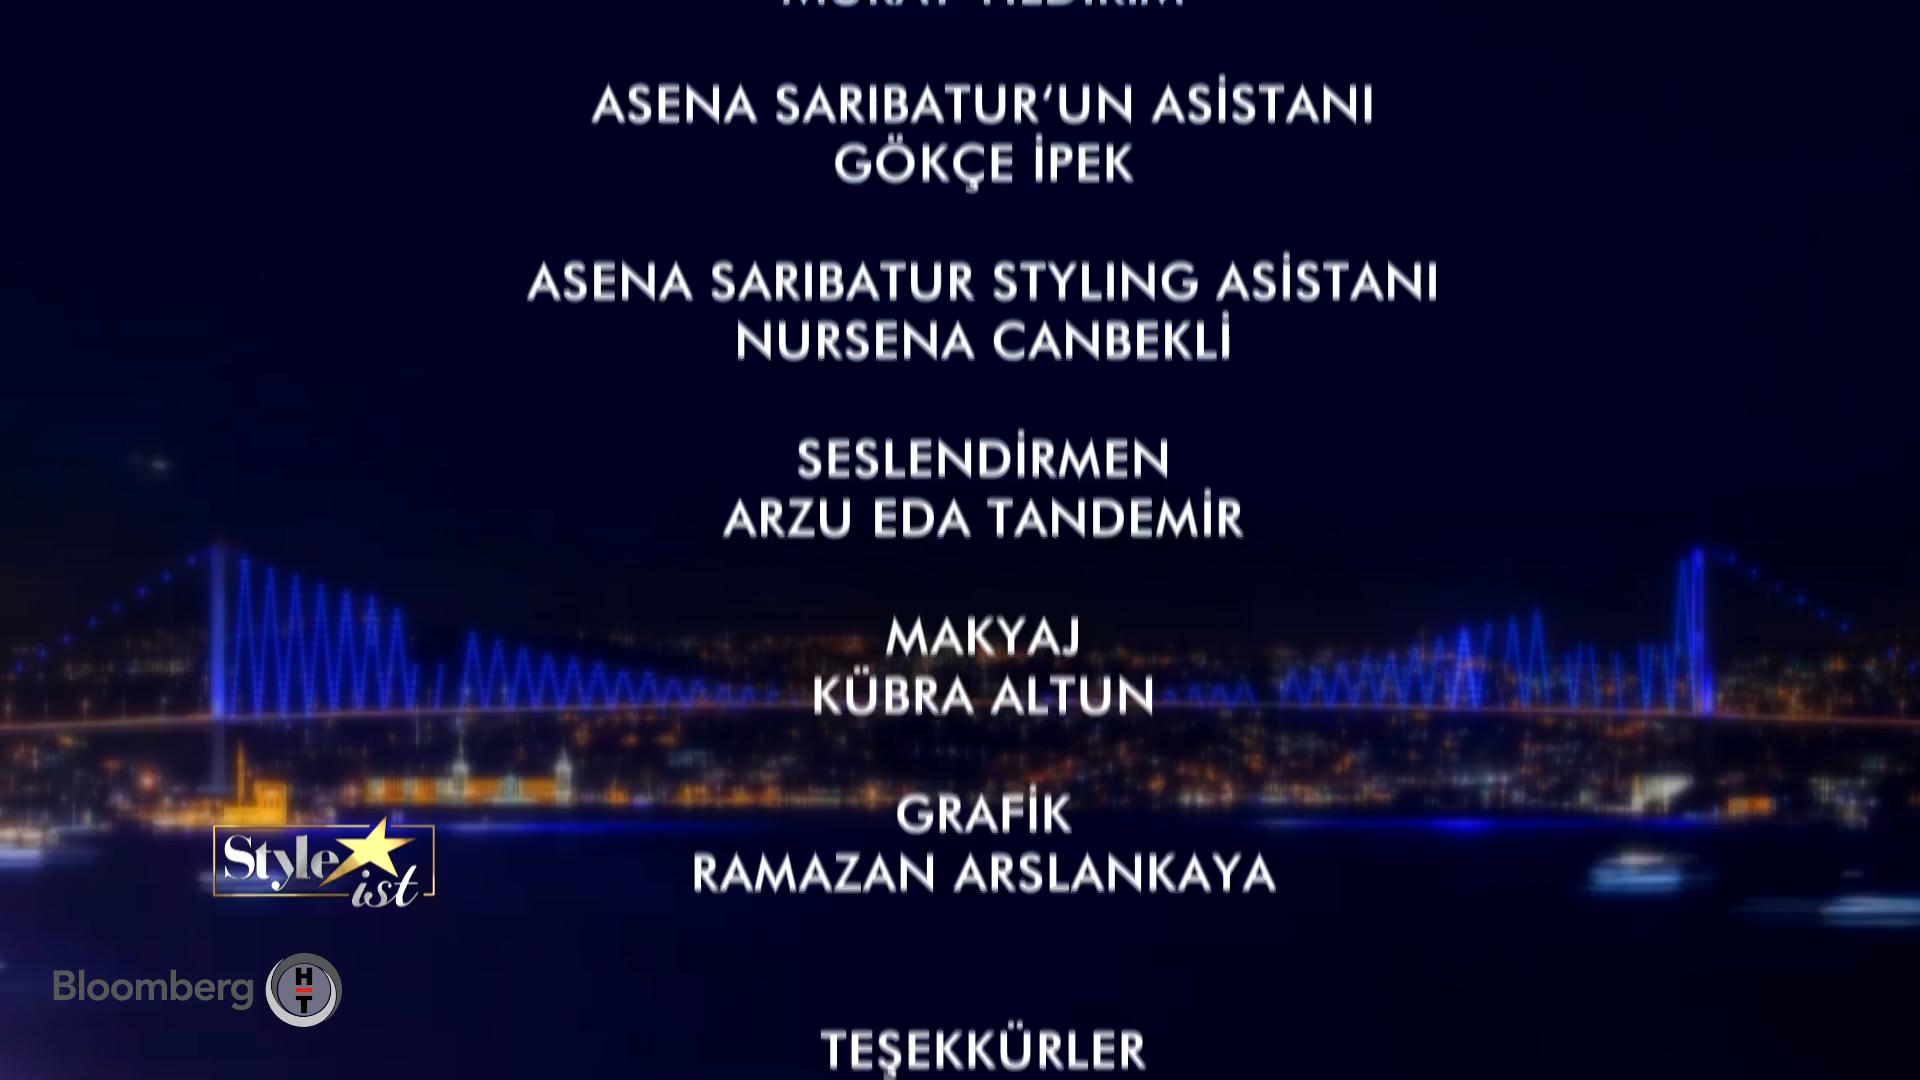 ASENA SARIBATUR'UN ASİSTANI
GÖKÇE İPEK
ASENA SARIBATUR STYLING ASİSTANI
NURSENA CANBEKLİ
SESLENDİRMEN
ARZU EDA TANDEMİR
MAKYAJ
KÜBRA ALTUN
GRAFİK
RAMAZAN ARSLANKAYA
Style ist
Bloomberg HT
TEŞEKKÜRLER